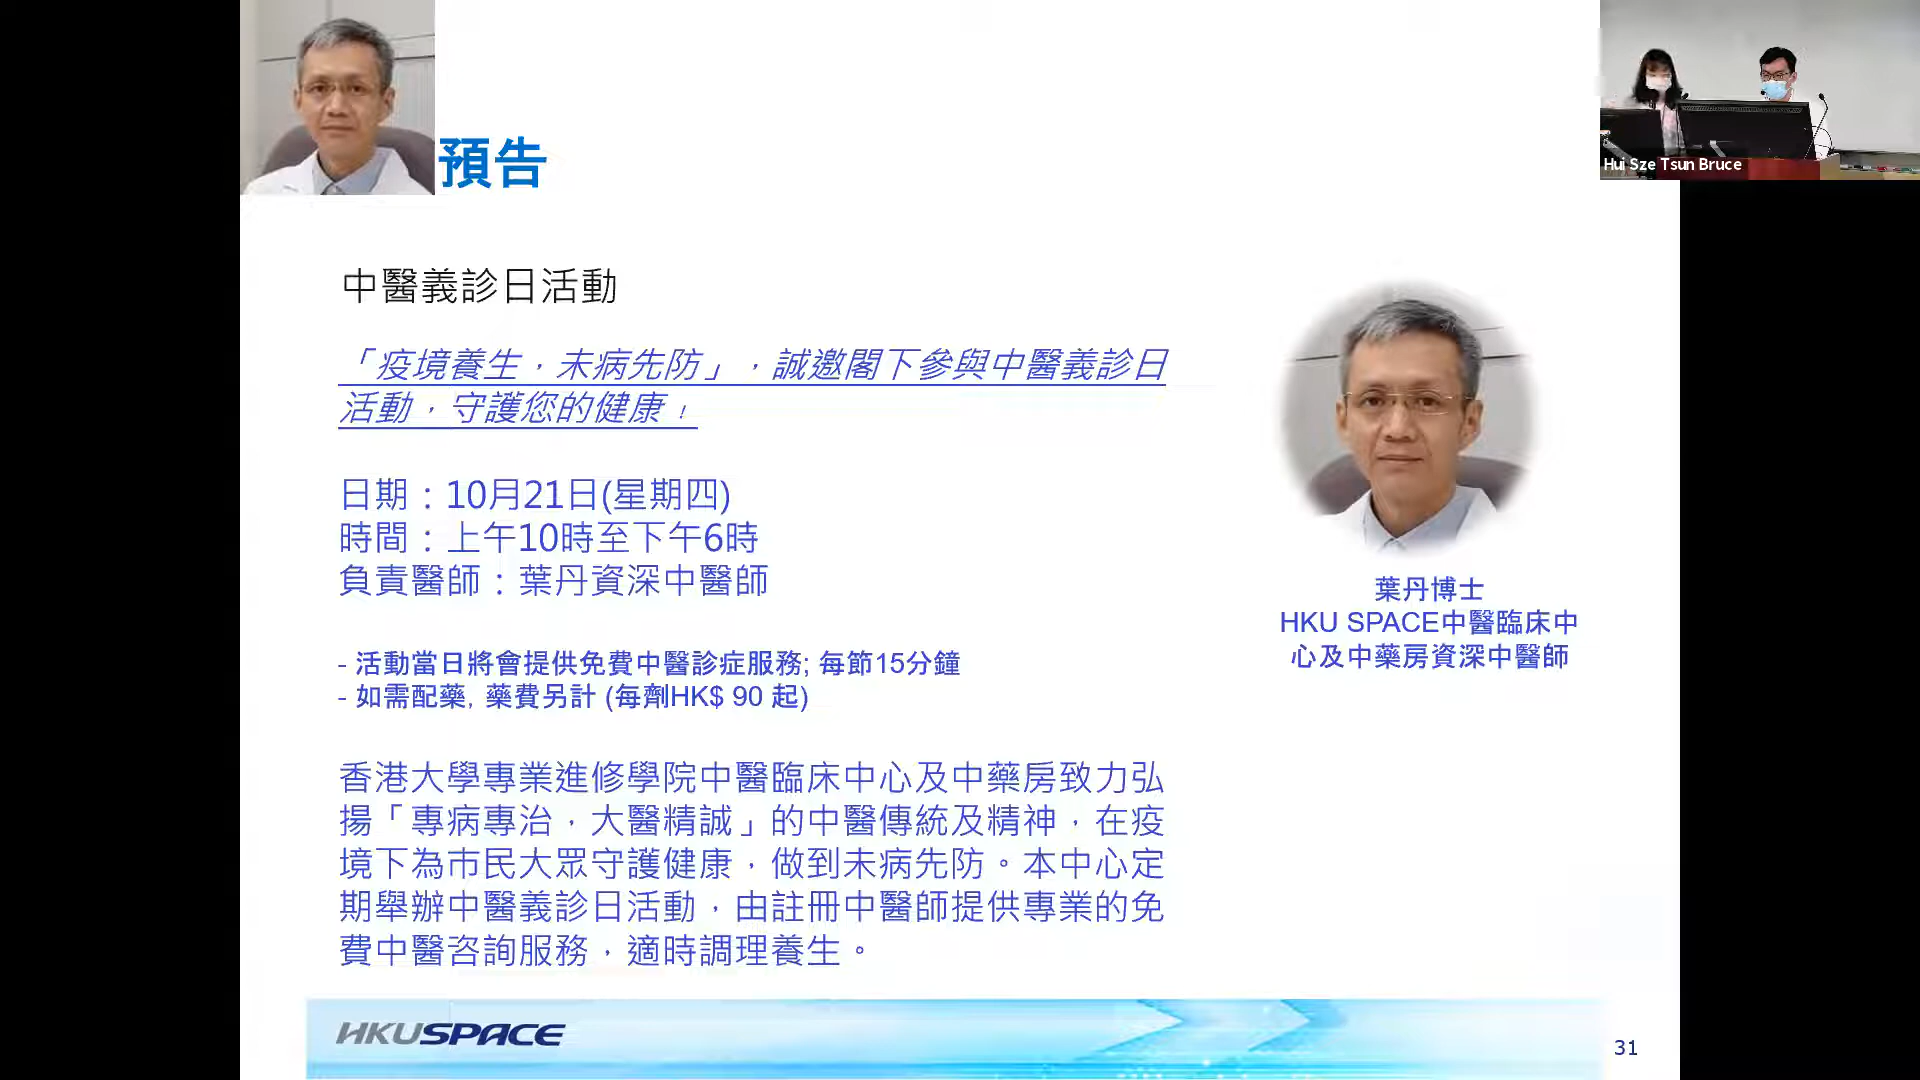 預告
Hui Sze Tsun Bruce
中醫義診日活動
「疫境養生，未病先防」，誠邀閣下參與中醫義診日
活動，守護您的健康！
日期：10月21日(星期四)
時間：上午10時至下午6時
負責醫師：葉丹資深中醫師
葉丹博士
HKU SPACE中醫臨床中
心及中藥房資深中醫師
- 活動當日將會提供免費中醫診症服務; 每節15分鐘
- 如需配藥, 藥費另計 (每劑HK$ 90 起)
香港大學專業進修學院中醫臨床中心及中藥房致力弘
揚「專病專治，大醫精誠」的中醫傳統及精神，在疫
境下為市民大眾守護健康，做到未病先防。本中心定
期舉辦中醫義診日活動，由註冊中醫師提供專業的免
費中醫咨詢服務，適時調理養生。
HKUSPACE
31